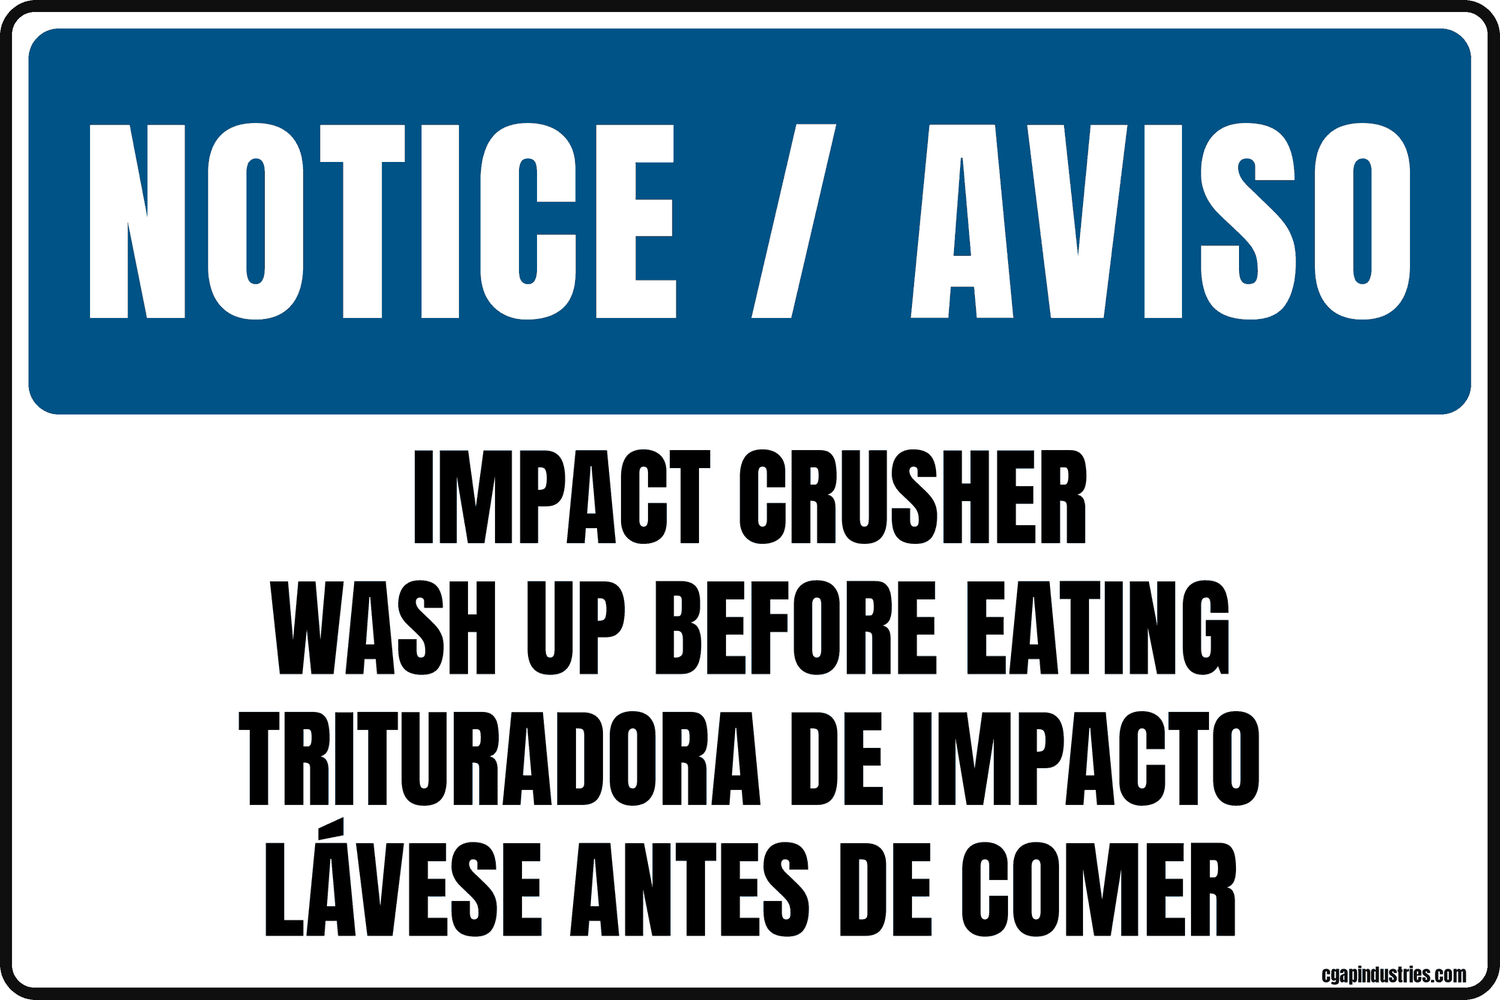 NOTICE / AVISO
IMPACT CRUSHER
WASH UP BEFORE EATING
TRITURADORA DE IMPACTO
LÁVESE ANTES DE COMER
cgapindustries.com